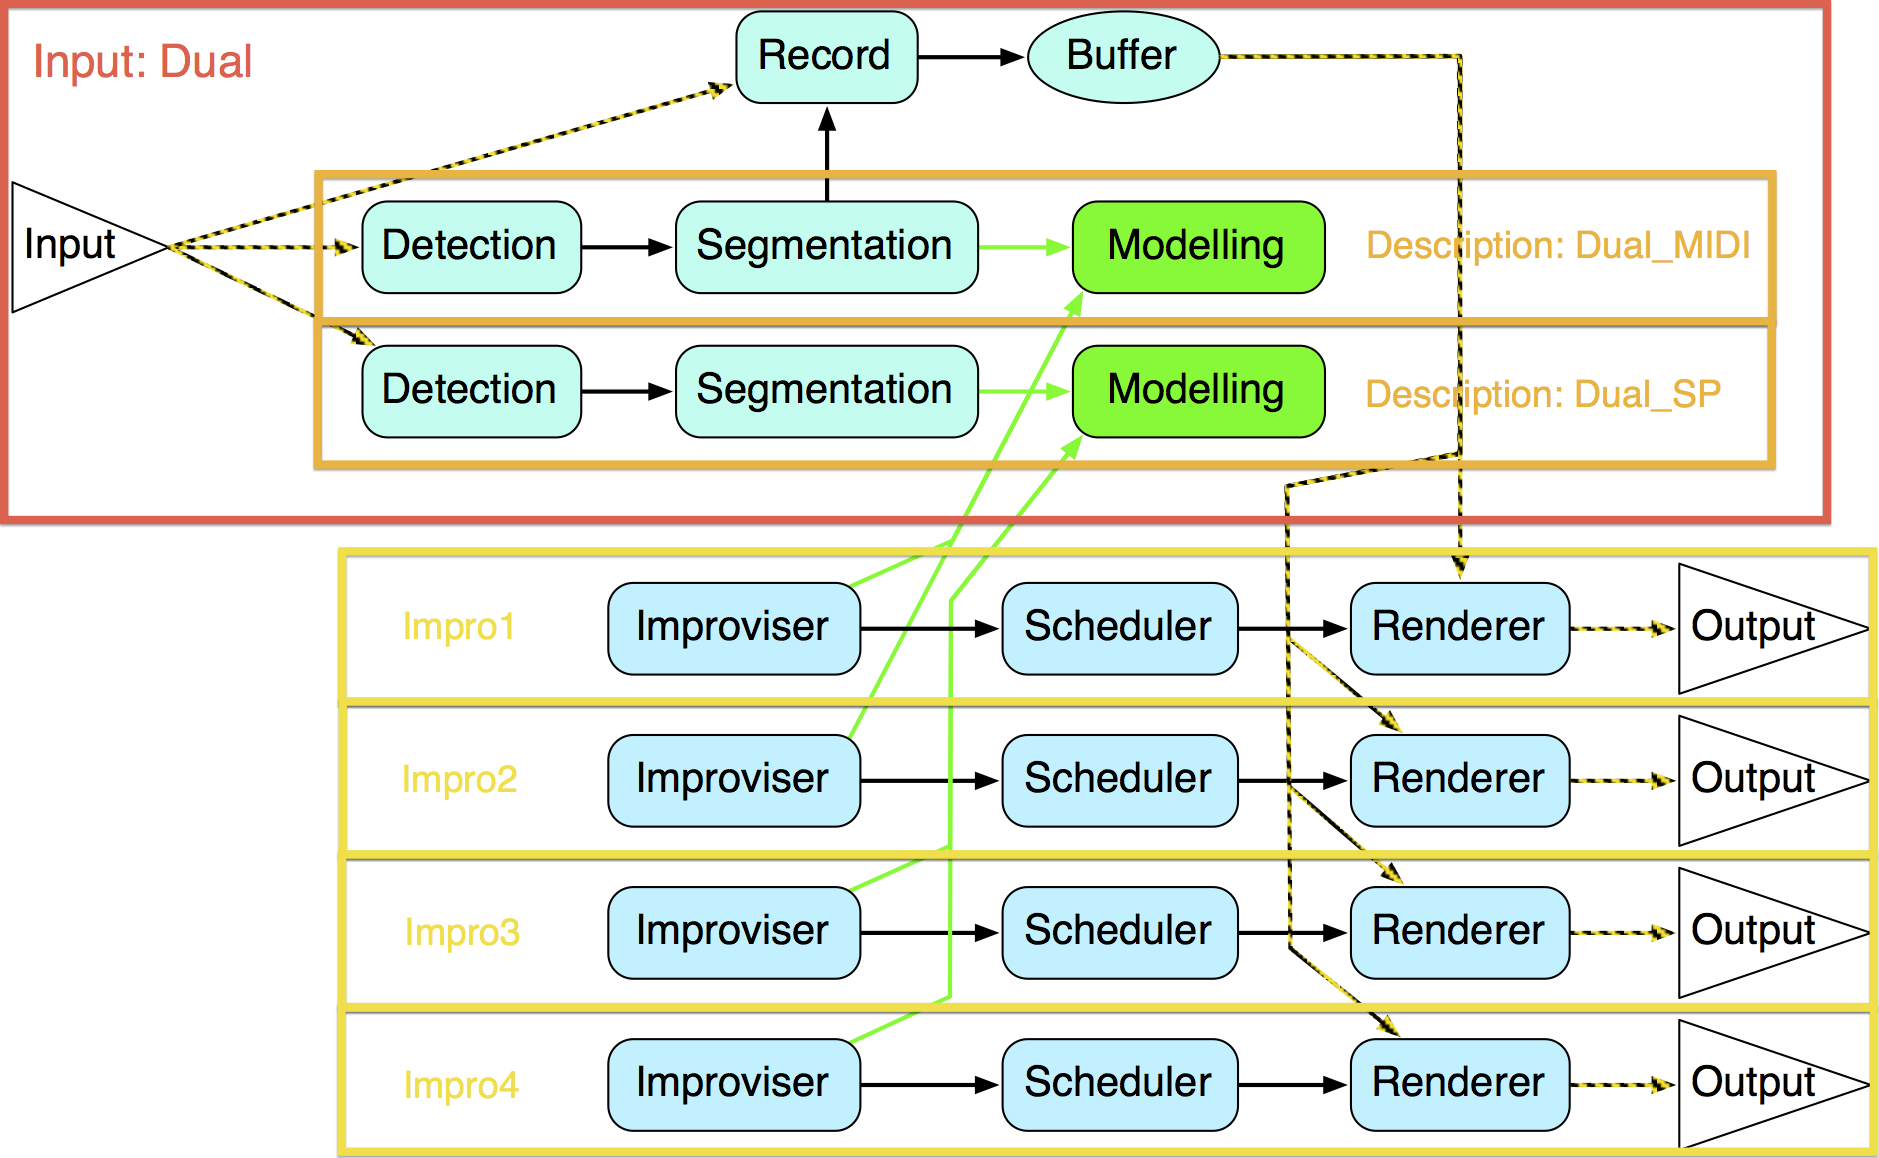 Input: Dual
Record
Buffer
Input
Detection
Segmentation
Modelling
Description: Dual_MIDI
Detection
Segmentation
Modelling
Description: Dual_SP
Impro1
Improviser
Scheduler
Renderer
Output
Impro2
Improviser
Scheduler
Renderer
Output
Impro3
Improviser
Scheduler
Renderer
Output
Impro4
Improviser
Scheduler
Renderer
Output